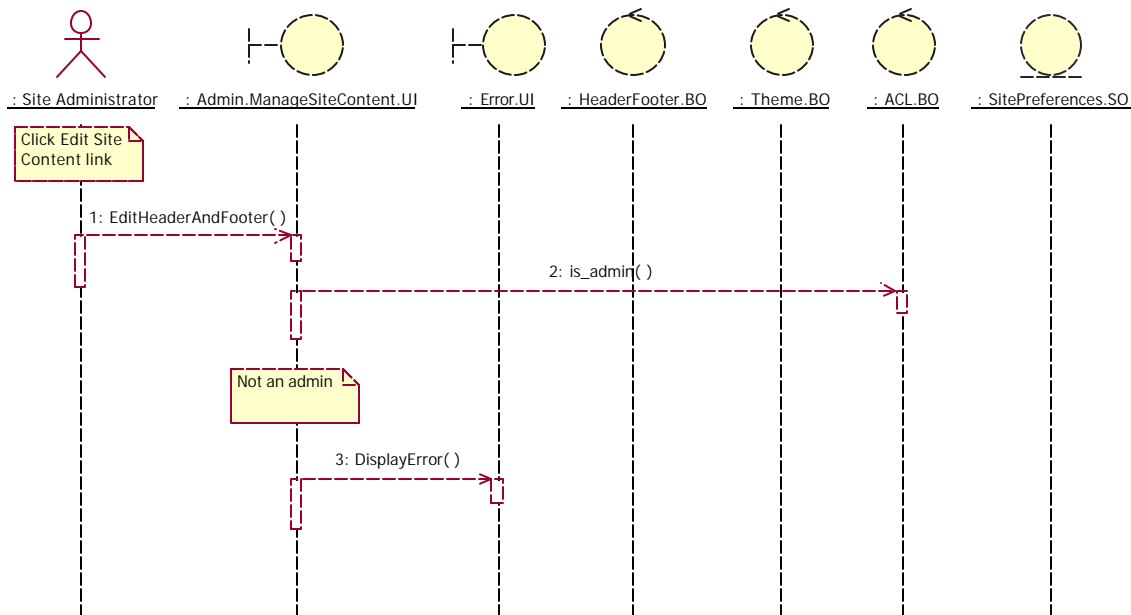 : Site Administrator
: Admin.ManageSiteContent.UI
: Error.UI
: HeaderFooter.BO
: Theme.BO
: ACL.BO
: SitePreferences.SO
Click Edit Site
Content link
1: EditHeaderAndFooter( )
2: is_admin( )
Not an admin
3: DisplayError( )